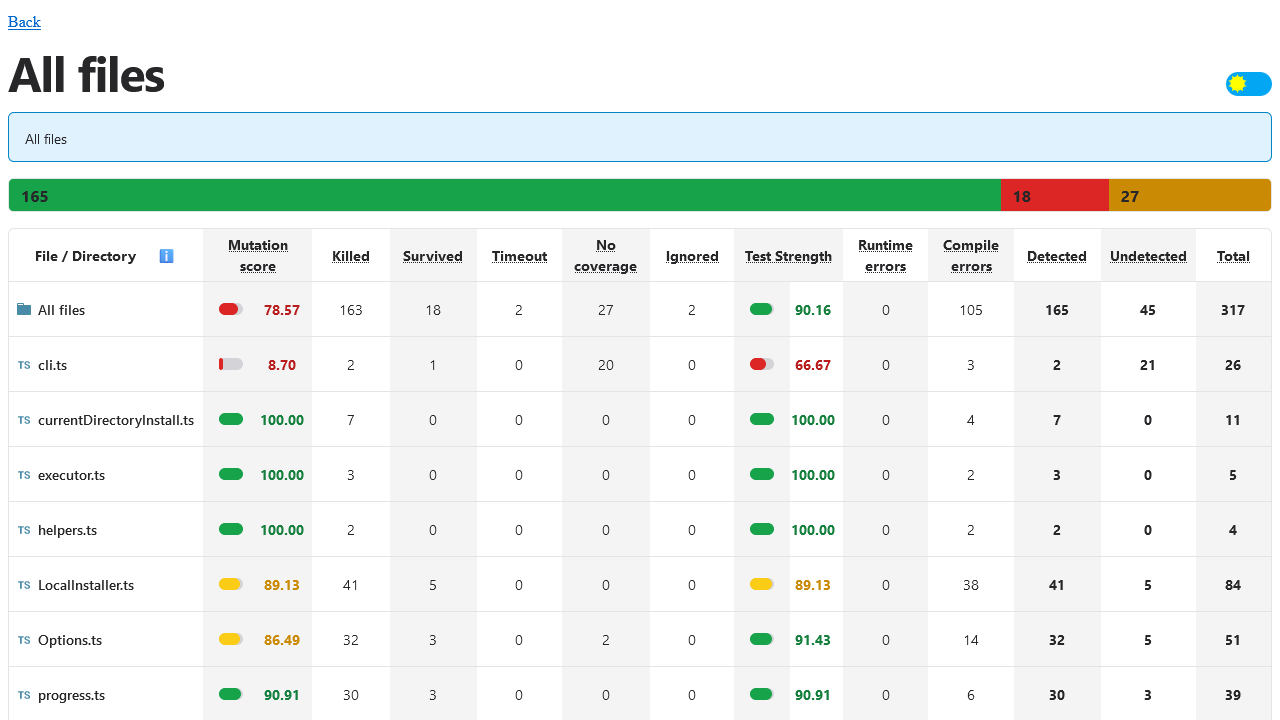 Back
All files
All files
165 18 27
File / Directory ℹ️ Mutation score Killed Survived Timeout No coverage Ignored Test Strength Runtime errors Compile errors Detected Undetected Total
All files 78.57 163 18 2 27 2 90.16 0 105 165 45 317
TS cli.ts 8.70 2 1 0 20 0 66.67 0 3 2 21 26
TS currentDirectoryInstall.ts 100.00 7 0 0 0 0 100.00 0 4 7 0 11
TS executor.ts 100.00 3 0 0 0 0 100.00 0 2 3 0 5
TS helpers.ts 100.00 2 0 0 0 0 100.00 0 2 2 0 4
TS LocalInstaller.ts 89.13 41 5 0 0 0 89.13 0 38 41 5 84
TS Options.ts 86.49 32 3 0 2 0 91.43 0 14 32 5 51
TS progress.ts 90.91 30 3 0 0 0 90.91 0 6 30 3 39